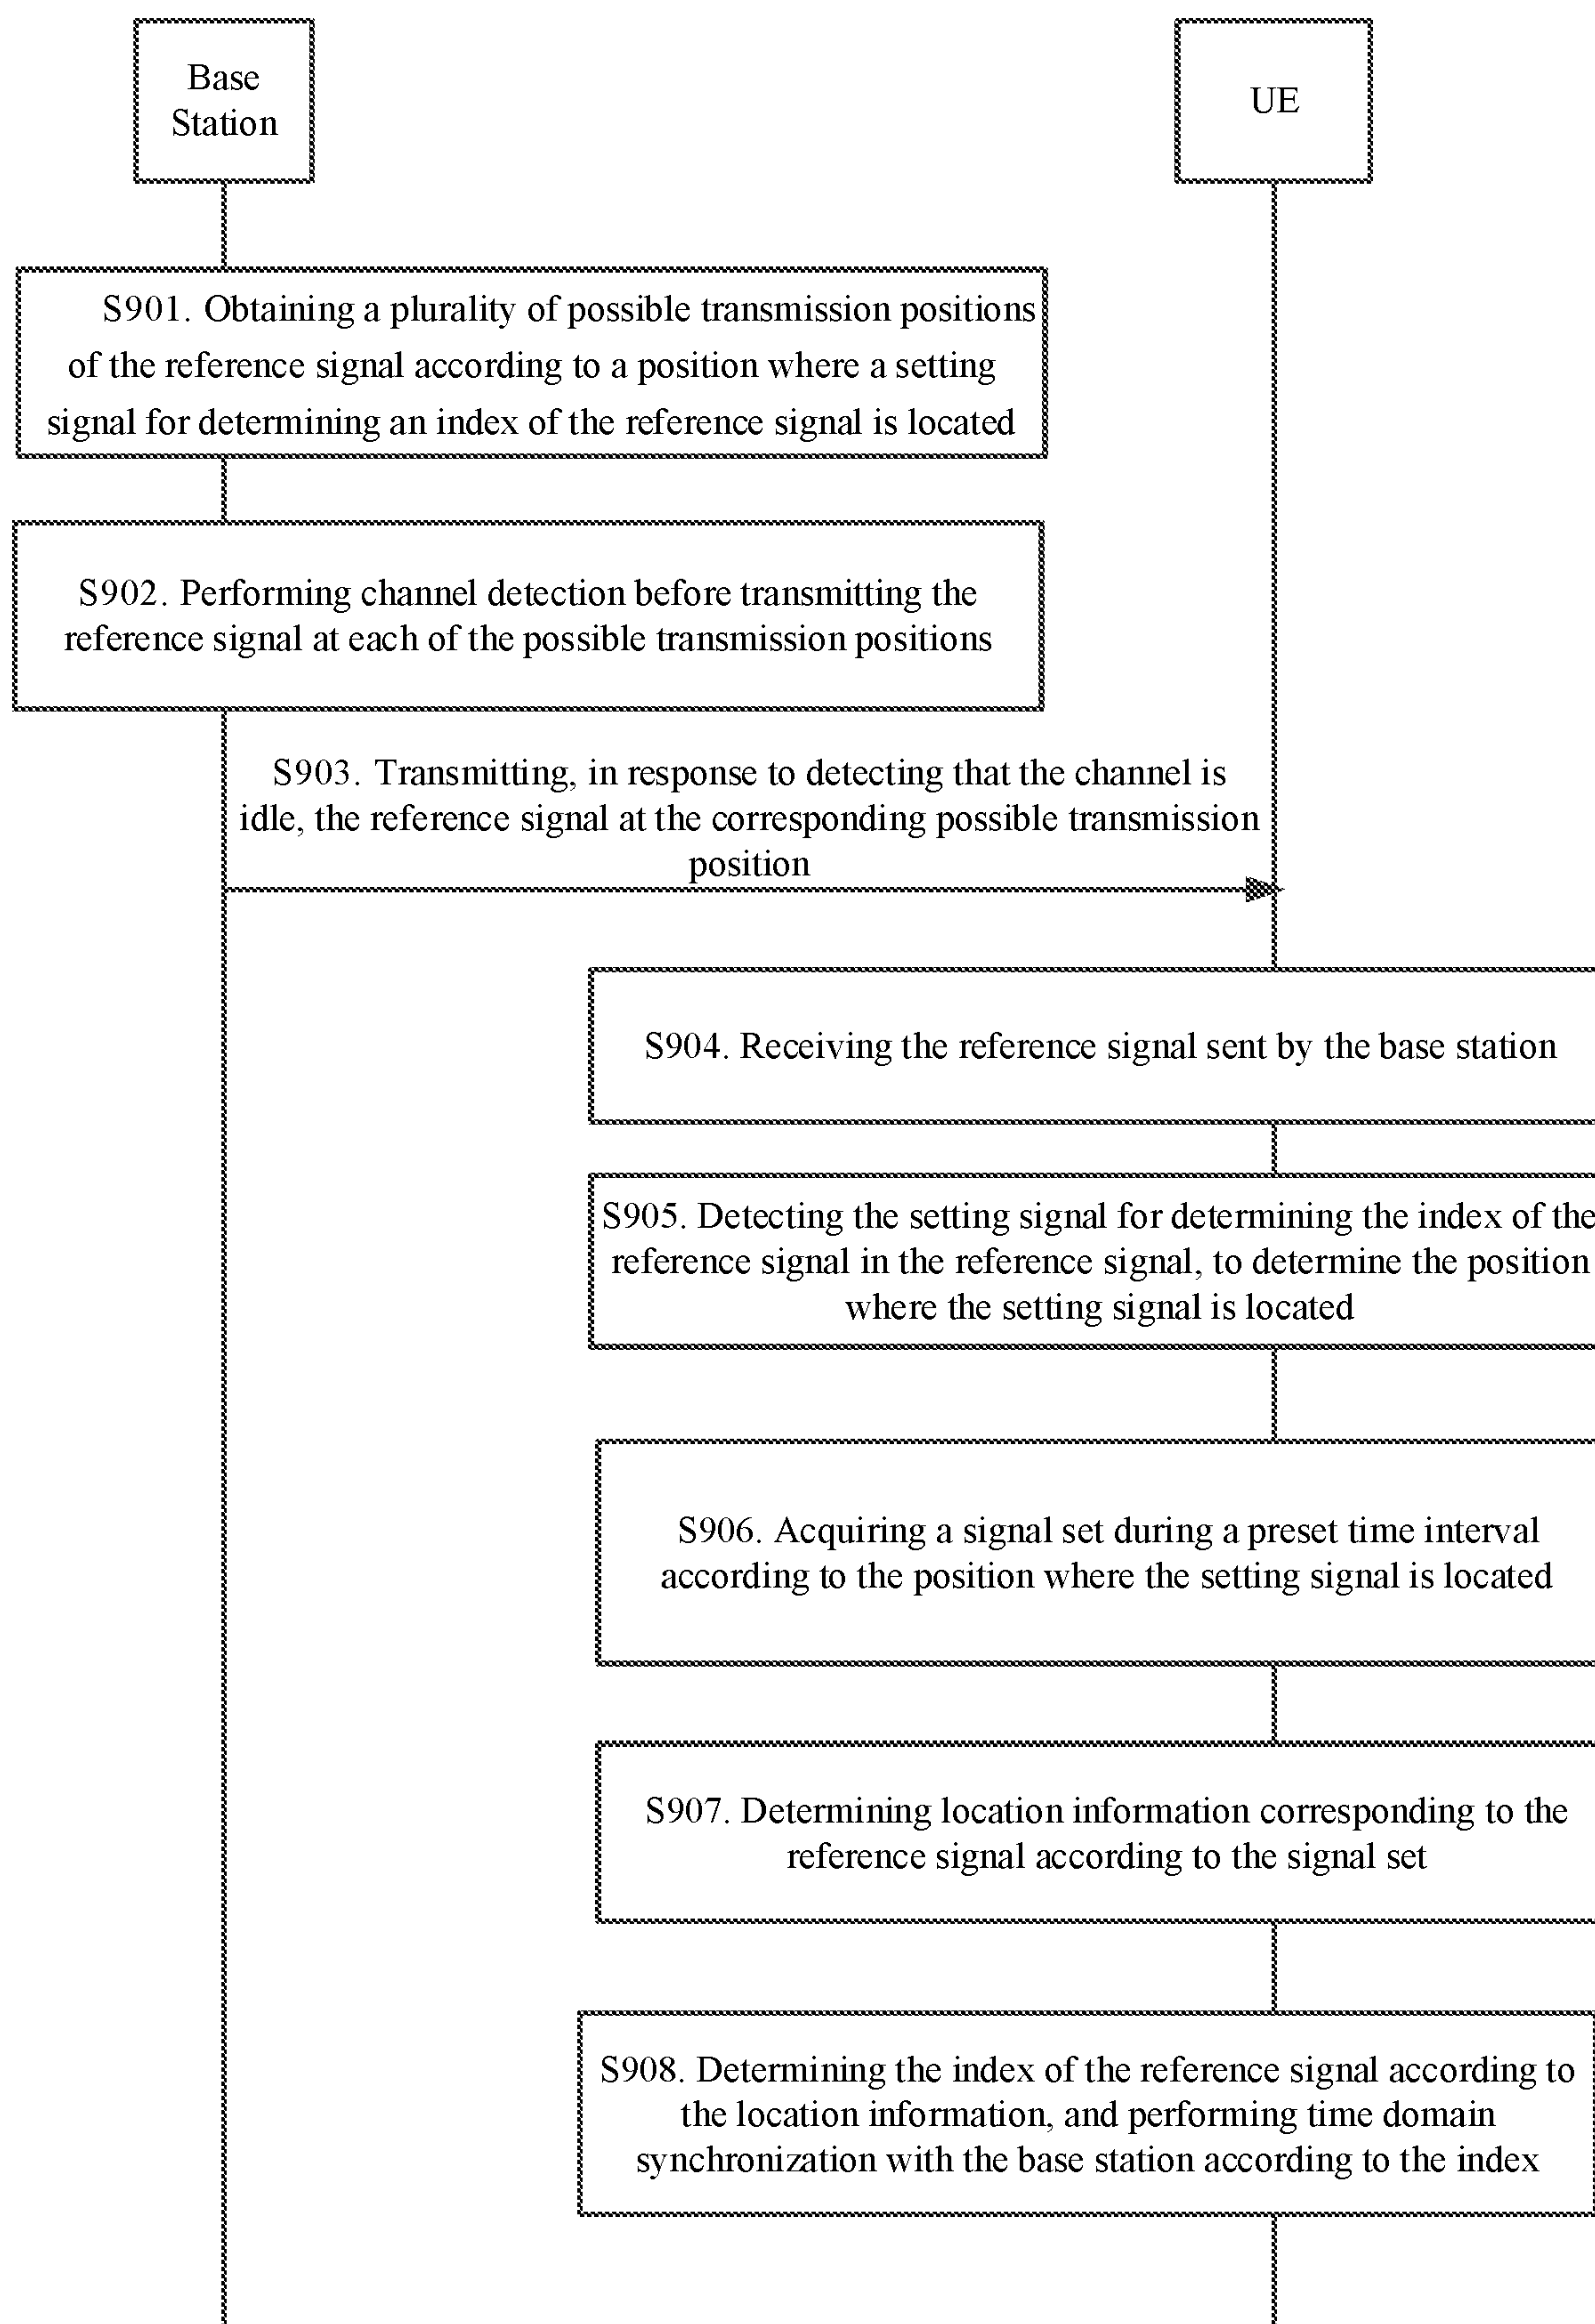 Base
Station
UE
S901. Obtaining a plurality of possible transmission positions
of the reference signal according to a position where a setting
signal for determining an index of the reference signal is located
S902. Performing channel detection before transmitting the
reference signal at each of the possible transmission positions
S903. Transmitting, in response to detecting that the channel is
idle, the reference signal at the corresponding possible transmission
position
S904. Receiving the reference signal sent by the base station
S905. Detecting the setting signal for determining the index of the
reference signal in the reference signal, to determine the position
where the setting signal is located
S906. Acquiring a signal set during a preset time interval
according to the position where the setting signal is located
S907. Determining location information corresponding to the
reference signal according to the signal set
S908. Determining the index of the reference signal according to
the location information, and performing time domain
synchronization with the base station according to the index